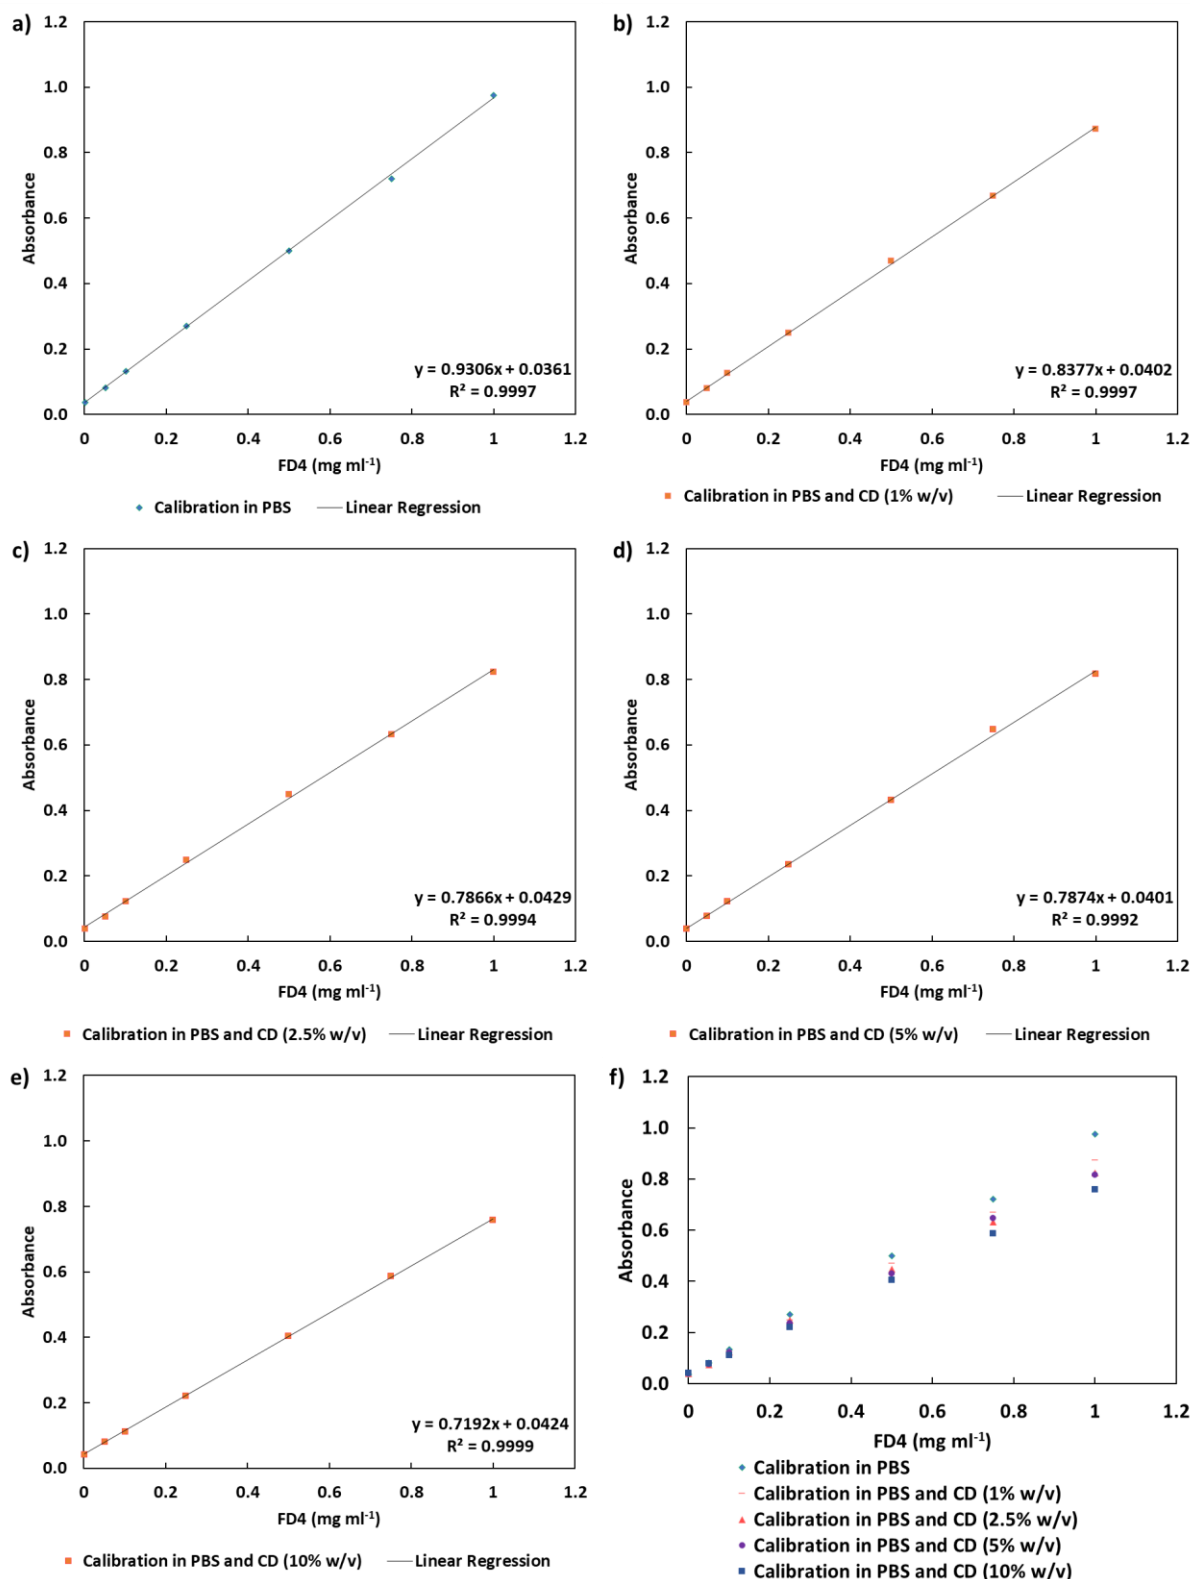 a)
1.2
1.0
0.8
0.6
0.4
0.2
0.0
Absorbance
y = 0.9306x + 0.0361
R² = 0.9997
0 0.2 0.4 0.6 0.8 1 1.2
FD4 (mg ml⁻¹)
Calibration in PBS Linear Regression
b)
1.2
1.0
0.8
0.6
0.4
0.2
0.0
Absorbance
y = 0.8377x + 0.0402
R² = 0.9997
0 0.2 0.4 0.6 0.8 1 1.2
FD4 (mg ml⁻¹)
Calibration in PBS and CD (1% w/v) Linear Regression
c)
1.2
1.0
0.8
0.6
0.4
0.2
0.0
Absorbance
y = 0.7866x + 0.0429
R² = 0.9994
0 0.2 0.4 0.6 0.8 1 1.2
FD4 (mg ml⁻¹)
Calibration in PBS and CD (2.5% w/v) Linear Regression
d)
1.2
1.0
0.8
0.6
0.4
0.2
0.0
Absorbance
y = 0.7874x + 0.0401
R² = 0.9992
0 0.2 0.4 0.6 0.8 1 1.2
FD4 (mg ml⁻¹)
Calibration in PBS and CD (5% w/v) Linear Regression
e)
1.2
1.0
0.8
0.6
0.4
0.2
0.0
Absorbance
y = 0.7192x + 0.0424
R² = 0.9999
0 0.2 0.4 0.6 0.8 1 1.2
FD4 (mg ml⁻¹)
Calibration in PBS and CD (10% w/v) Linear Regression
f)
1.2
1.0
0.8
0.6
0.4
0.2
0.0
Absorbance
0 0.2 0.4 0.6 0.8 1 1.2
FD4 (mg ml⁻¹)
Calibration in PBS
Calibration in PBS and CD (1% w/v)
Calibration in PBS and CD (2.5% w/v)
Calibration in PBS and CD (5% w/v)
Calibration in PBS and CD (10% w/v)